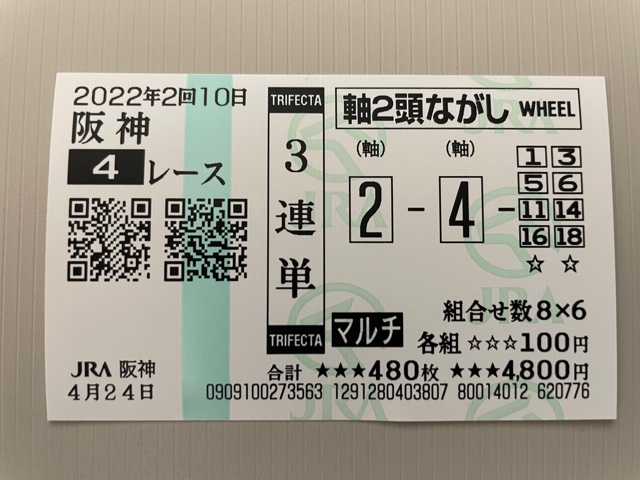 2022年2回10日
阪神
4レース
JRA 阪神
4月24日
TRIFECTA
3連単
TRIFECTA
軸2頭ながし WHEEL
(軸) (軸)
2-4-
1 3
5 6
11 14
16 18
☆ ☆
組合せ数8×6
マルチ 各組 ☆☆☆100円
合計 ★★★480枚 ★★★4,800円
0909100273563 1291280403807 80014012 620776
JRA
JRA
JRA